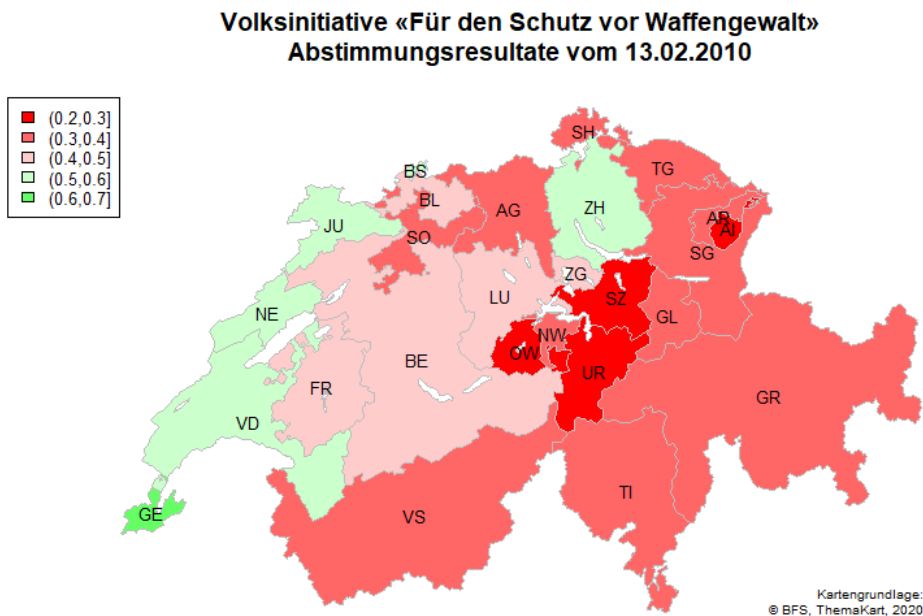 Volksinitiative «Für den Schutz vor Waffengewalt»
Abstimmungsresultate vom 13.02.2010
(0.2,0.3]
(0.3,0.4]
(0.4,0.5]
(0.5,0.6]
(0.6,0.7]
SH
BS
TG
BL
AG
ZH
JU
SO
AR
AI
SG
ZG
LU
SZ
NE
GL
NW
OW
BE
UR
FR
GR
VD
TI
GE
VS
Kartengrundlage:
© BFS, ThemaKart, 2020